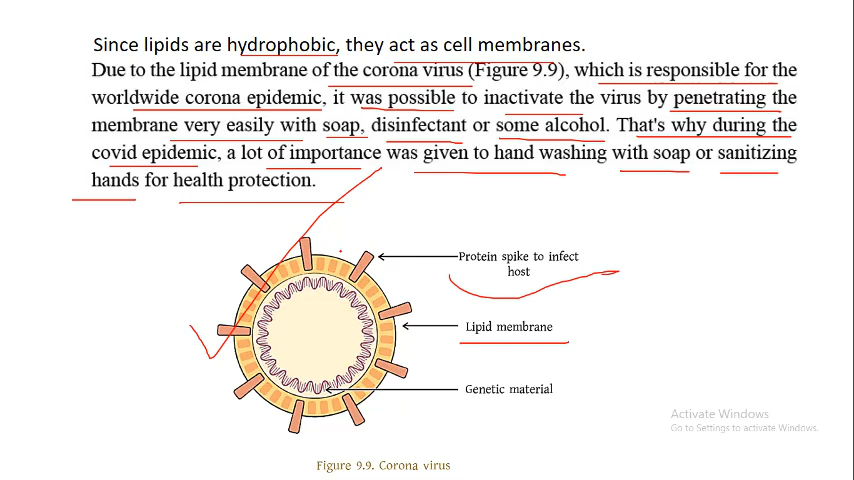 Since lipids are hydrophobic, they act as cell membranes.
Due to the lipid membrane of the corona virus (Figure 9.9), which is responsible for the
worldwide corona epidemic, it was possible to inactivate the virus by penetrating the
membrane very easily with soap, disinfectant or some alcohol. That's why during the
covid epidemic, a lot of importance was given to hand washing with soap or sanitizing
hands for health protection.
Protein spike to infect
host
Lipid membrane
Genetic material
Activate Windows
Go to Settings to activate Windows.
Figure 9.9. Corona virus